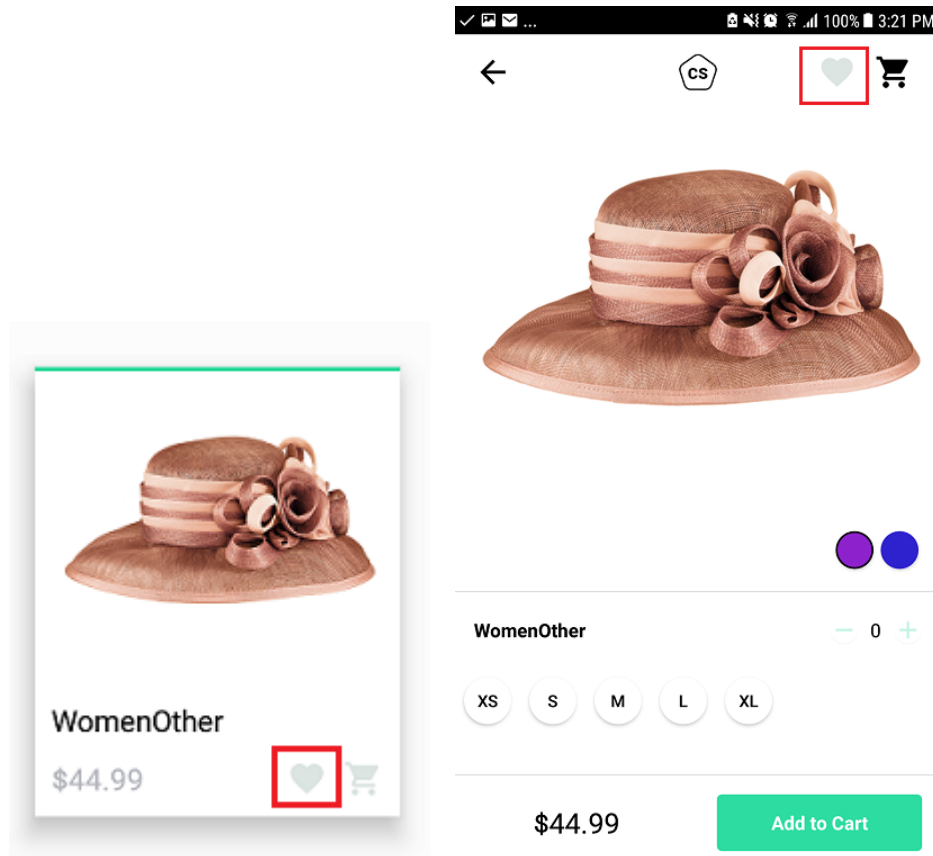 WomenOther
$44.99
... 100% 3:21 PM
CS
WomenOther
0
XS S M L XL
$44.99 Add to Cart